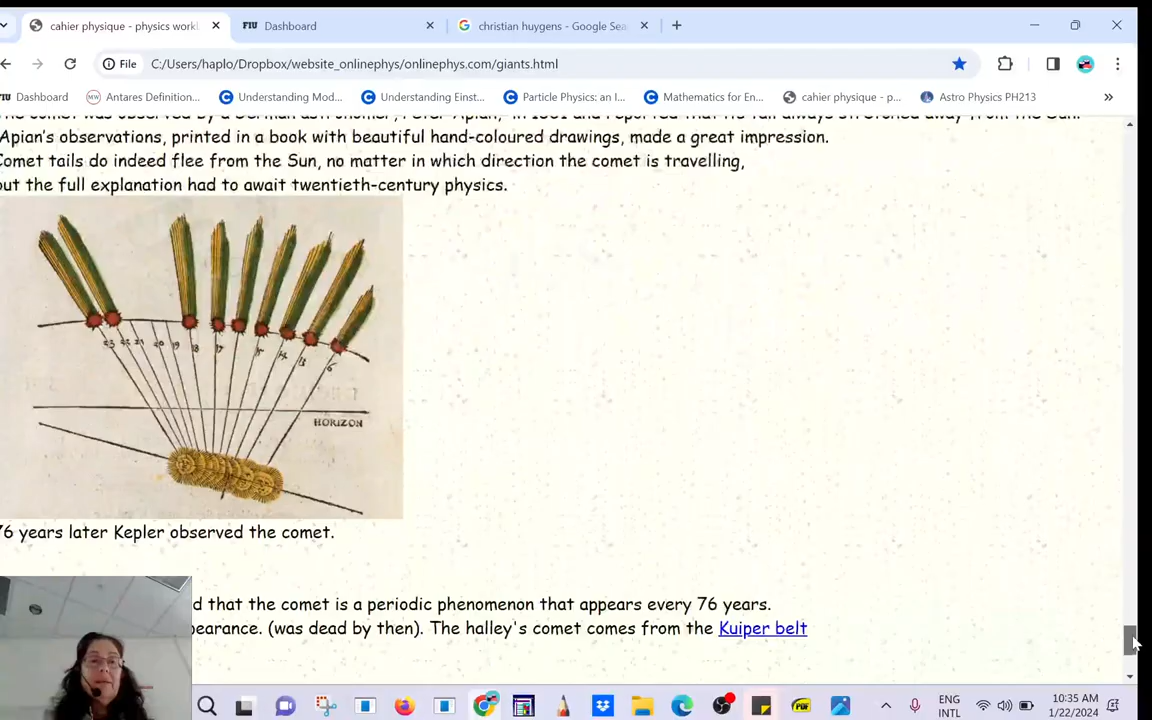 cahier physique - physics workl
FIU Dashboard
christian huygens - Google Sea
File C:/Users/haplo/Dropbox/website_onlinephys/onlinephys.com/giants.html
Dashboard
MW Antares Definition...
Understanding Mod...
Understanding Einst...
Particle Physics: an I...
Mathematics for En...
cahier physique - p...
Astro Physics PH213
»
Apian's observations, printed in a book with beautiful hand-coloured drawings, made a great impression.
Comet tails do indeed flee from the Sun, no matter in which direction the comet is travelling,
but the full explanation had to await twentieth-century physics.
HORIZON
76 years later Kepler observed the comet.
d that the comet is a periodic phenomenon that appears every 76 years.
pearance. (was dead by then). The halley's comet comes from the Kuiper belt
ENG
INTL
10:35 AM
1/22/2024